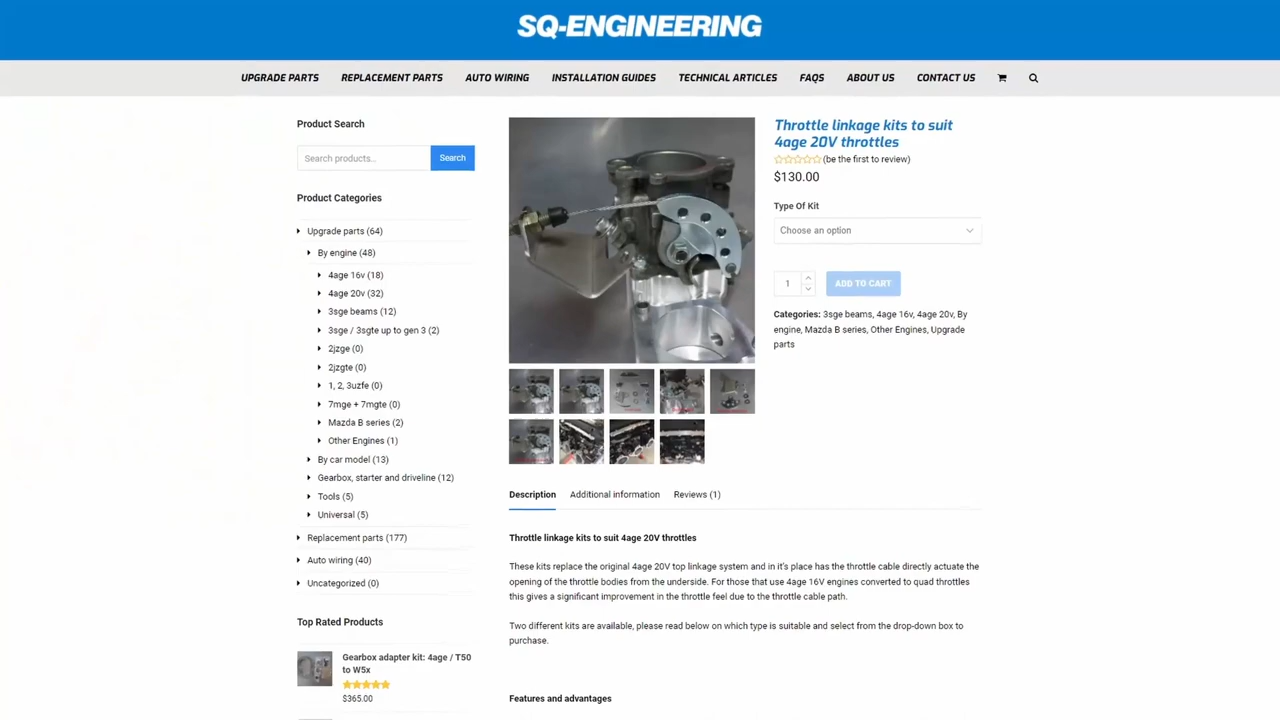 SQ-ENGINEERING
UPGRADE PARTS
REPLACEMENT PARTS
AUTO WIRING
INSTALLATION GUIDES
TECHNICAL ARTICLES
FAQS
ABOUT US
CONTACT US
Product Search
Search products...
Search
Product Categories
Upgrade parts (64)
By engine (48)
4age 16v (18)
4age 20v (32)
3sge beams (12)
3sge / 3sgte up to gen 3 (2)
2jzge (0)
2jzgte (0)
1, 2, 3uzfe (0)
7mge + 7mgte (0)
Mazda B series (2)
Other Engines (1)
By car model (13)
Gearbox, starter and driveline (12)
Tools (5)
Universal (5)
Replacement parts (177)
Auto wiring (40)
Uncategorized (0)
Top Rated Products
Gearbox adapter kit: 4age / T50
to W5x
$365.00
Throttle linkage kits to suit
4age 20V throttles
(be the first to review)
$130.00
Type Of Kit
Choose an option
1
ADD TO CART
Categories: 3sge beams, 4age 16v, 4age 20v, By
engine, Mazda B series, Other Engines, Upgrade
parts
Description
Additional information
Reviews (1)
Throttle linkage kits to suit 4age 20V throttles
These kits replace the original 4age 20V top linkage system and in it's place has the throttle cable directly actuate the
opening of the throttle bodies from the underside. For those that use 4age 16V engines converted to quad throttles
this gives a significant improvement in the throttle feel due to the throttle cable path.
Two different kits are available, please read below on which type is suitable and select from the drop-down box to
purchase.
Features and advantages